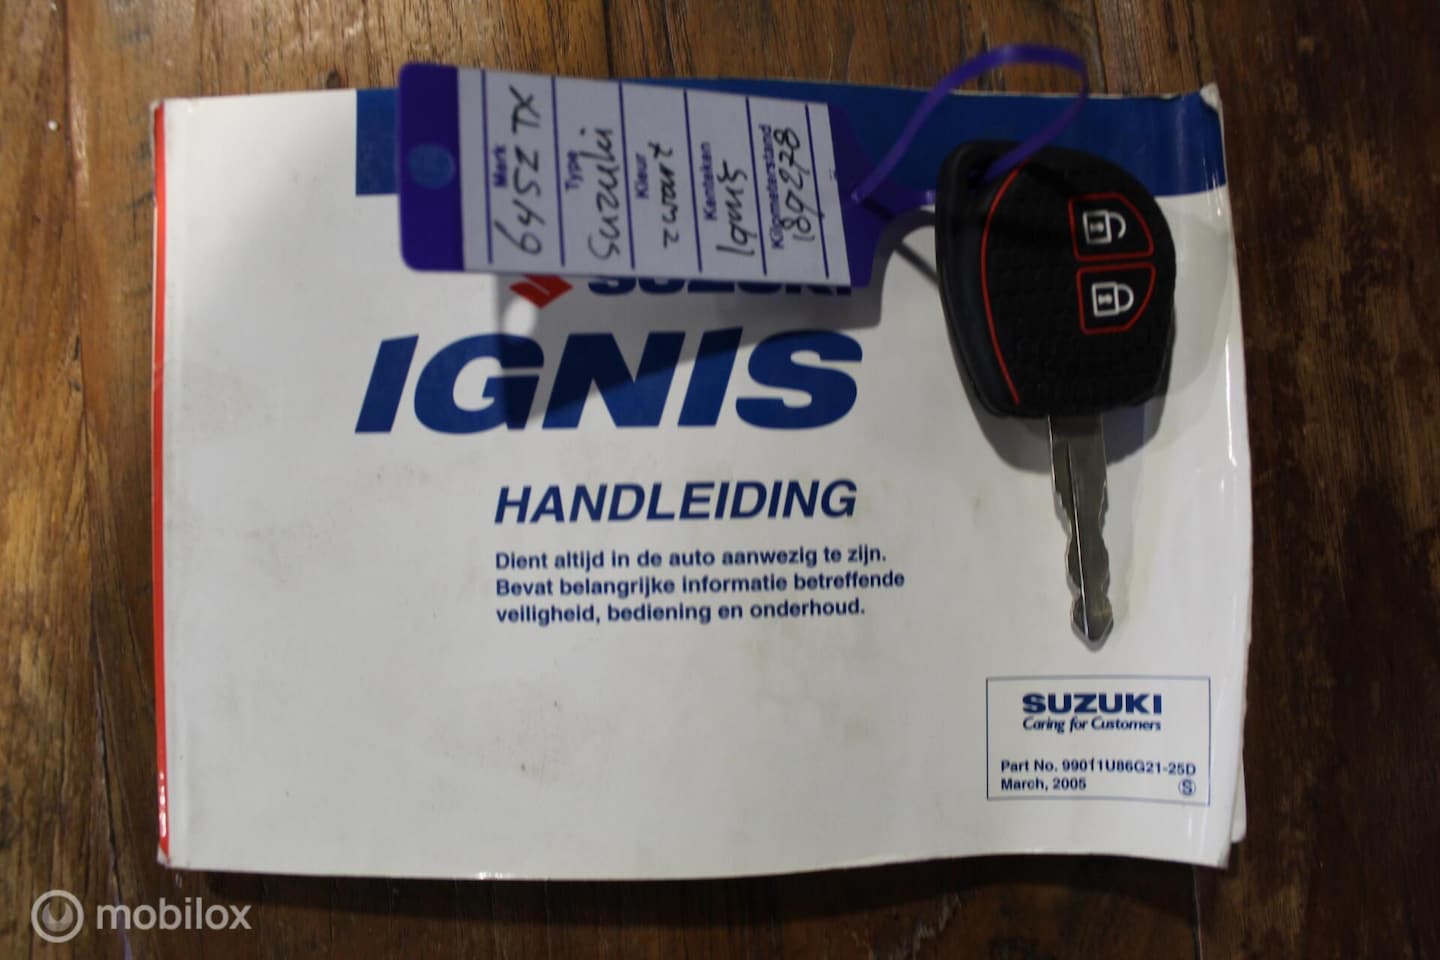 Merk
64SZTX
Type
Suzuki
Kleur
zwart
Kenteken
Ignis
Kilometerstand
189278
SUZUKI
IGNIS
HANDLEIDING
Dient altijd in de auto aanwezig te zijn.
Bevat belangrijke informatie betreffende
veiligheid, bediening en onderhoud.
SUZUKI
Caring for Customers
Part No. 99011U86G21-25D
March, 2005
S
mobilox